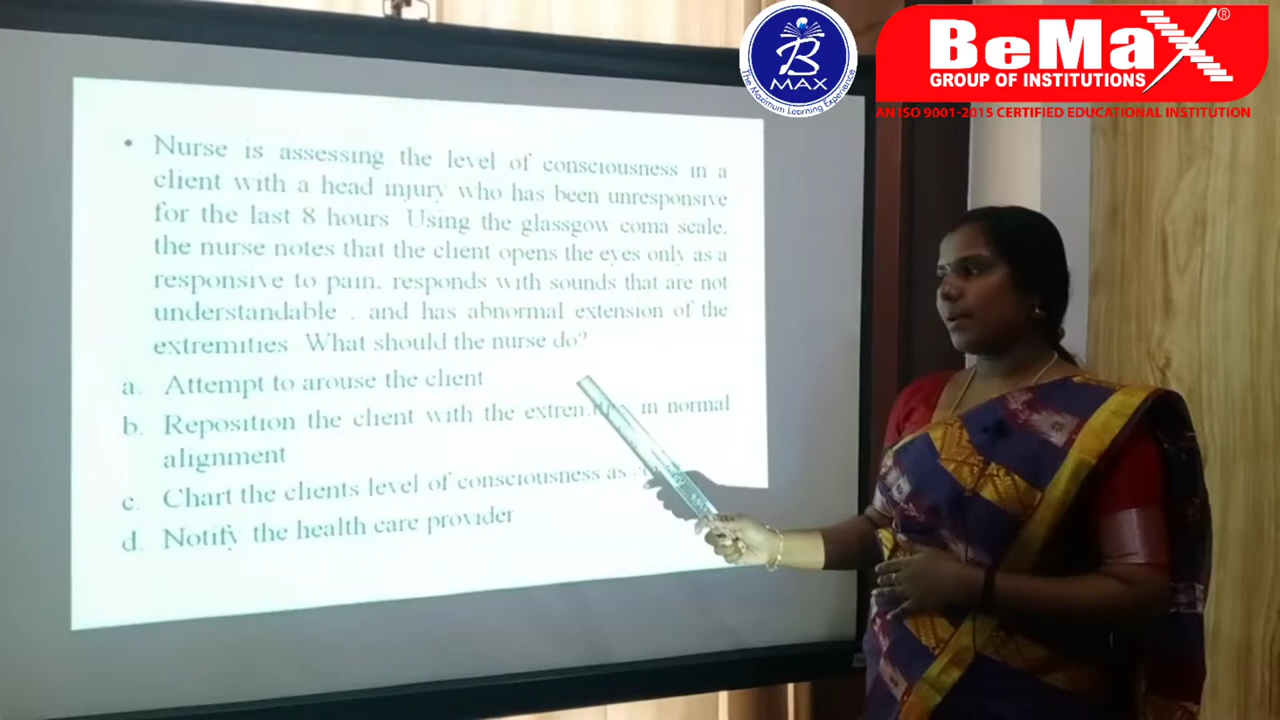 B
MAX
The Maximum Learning Experience
BeMax®
GROUP OF INSTITUTIONS
AN ISO 9001-2015 CERTIFIED EDUCATIONAL INSTITUTION
• Nurse is assessing the level of consciousness in a
client with a head injury who has been unresponsive
for the last 8 hours. Using the glassgow coma scale,
the nurse notes that the client opens the eyes only as a
responsive to pain, responds with sounds that are not
understandable , and has abnormal extension of the
extremities. What should the nurse do?
a. Attempt to arouse the client
b. Reposition the client with the in normal
alignment
c. Chart the clients level of consciousness as
d. Notify the health care provider